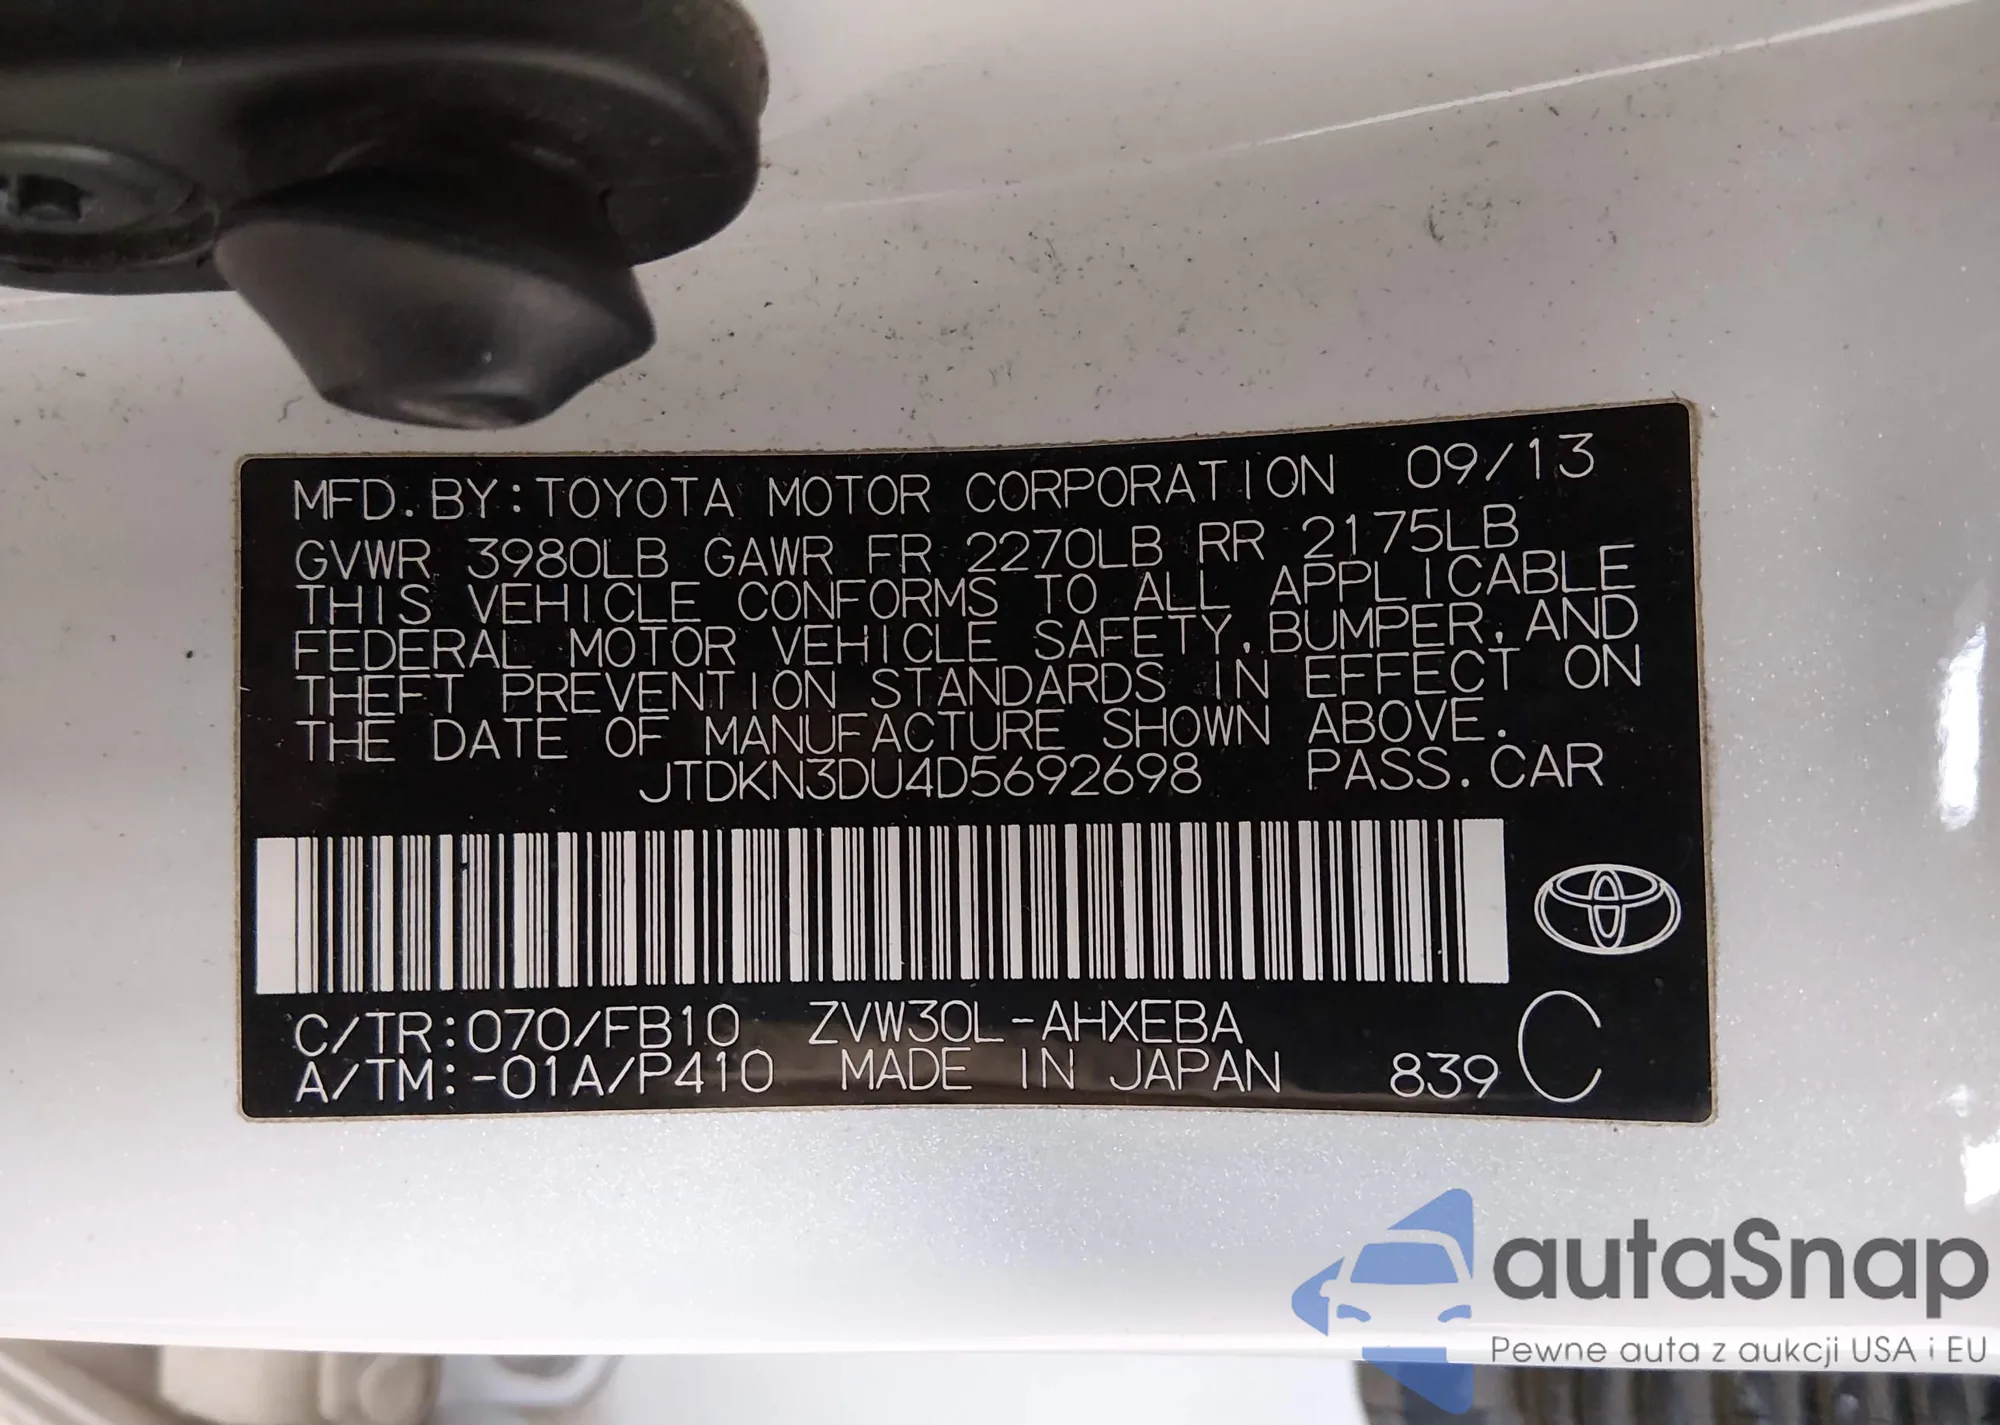 MFD. BY: TOYOTA MOTOR CORPORATION 09/13
GVWR 3980LB GAWR FR 2270LB RR 2175LB
THIS VEHICLE CONFORMS TO ALL APPLICABLE
FEDERAL MOTOR VEHICLE SAFETY, BUMPER, AND
THEFT PREVENTION STANDARDS IN EFFECT ON
THE DATE OF MANUFACTURE SHOWN ABOVE.
JTDKN3DU4D5692698 PASS. CAR
C/TR: 070/FB10 ZVW30L-AHXEBA C
A/TM: -01A/P410 MADE IN JAPAN 839
autaSnap
Pewne auta z aukcji USA i EU